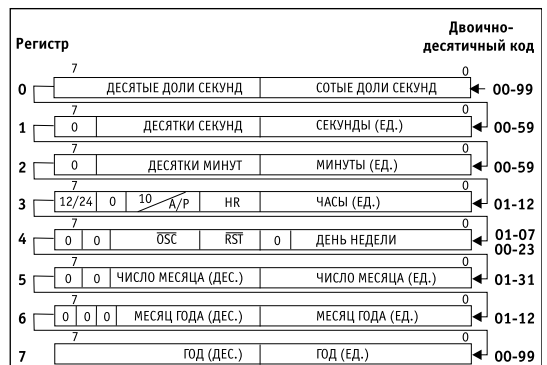 Регистр
Двоично-
десятичный код
7 0
0 ДЕСЯТЫЕ ДОЛИ СЕКУНД СОТЫЕ ДОЛИ СЕКУНД 00-99
7 0
1 0 ДЕСЯТКИ СЕКУНД СЕКУНДЫ (ЕД.) 00-59
7 0
2 0 ДЕСЯТКИ МИНУТ МИНУТЫ (ЕД.) 00-59
7 0
3 12/24 0 10 A/P HR ЧАСЫ (ЕД.) 01-12
7 0
4 0 0 OSC RST 0 ДЕНЬ НЕДЕЛИ 01-07
00-23
7 0
5 0 0 ЧИСЛО МЕСЯЦА (ДЕС.) ЧИСЛО МЕСЯЦА (ЕД.) 01-31
7 0
6 0 0 0 МЕСЯЦ ГОДА (ДЕС.) МЕСЯЦ ГОДА (ЕД.) 01-12
7 0
7 ГОД (ДЕС.) ГОД (ЕД.) 00-99